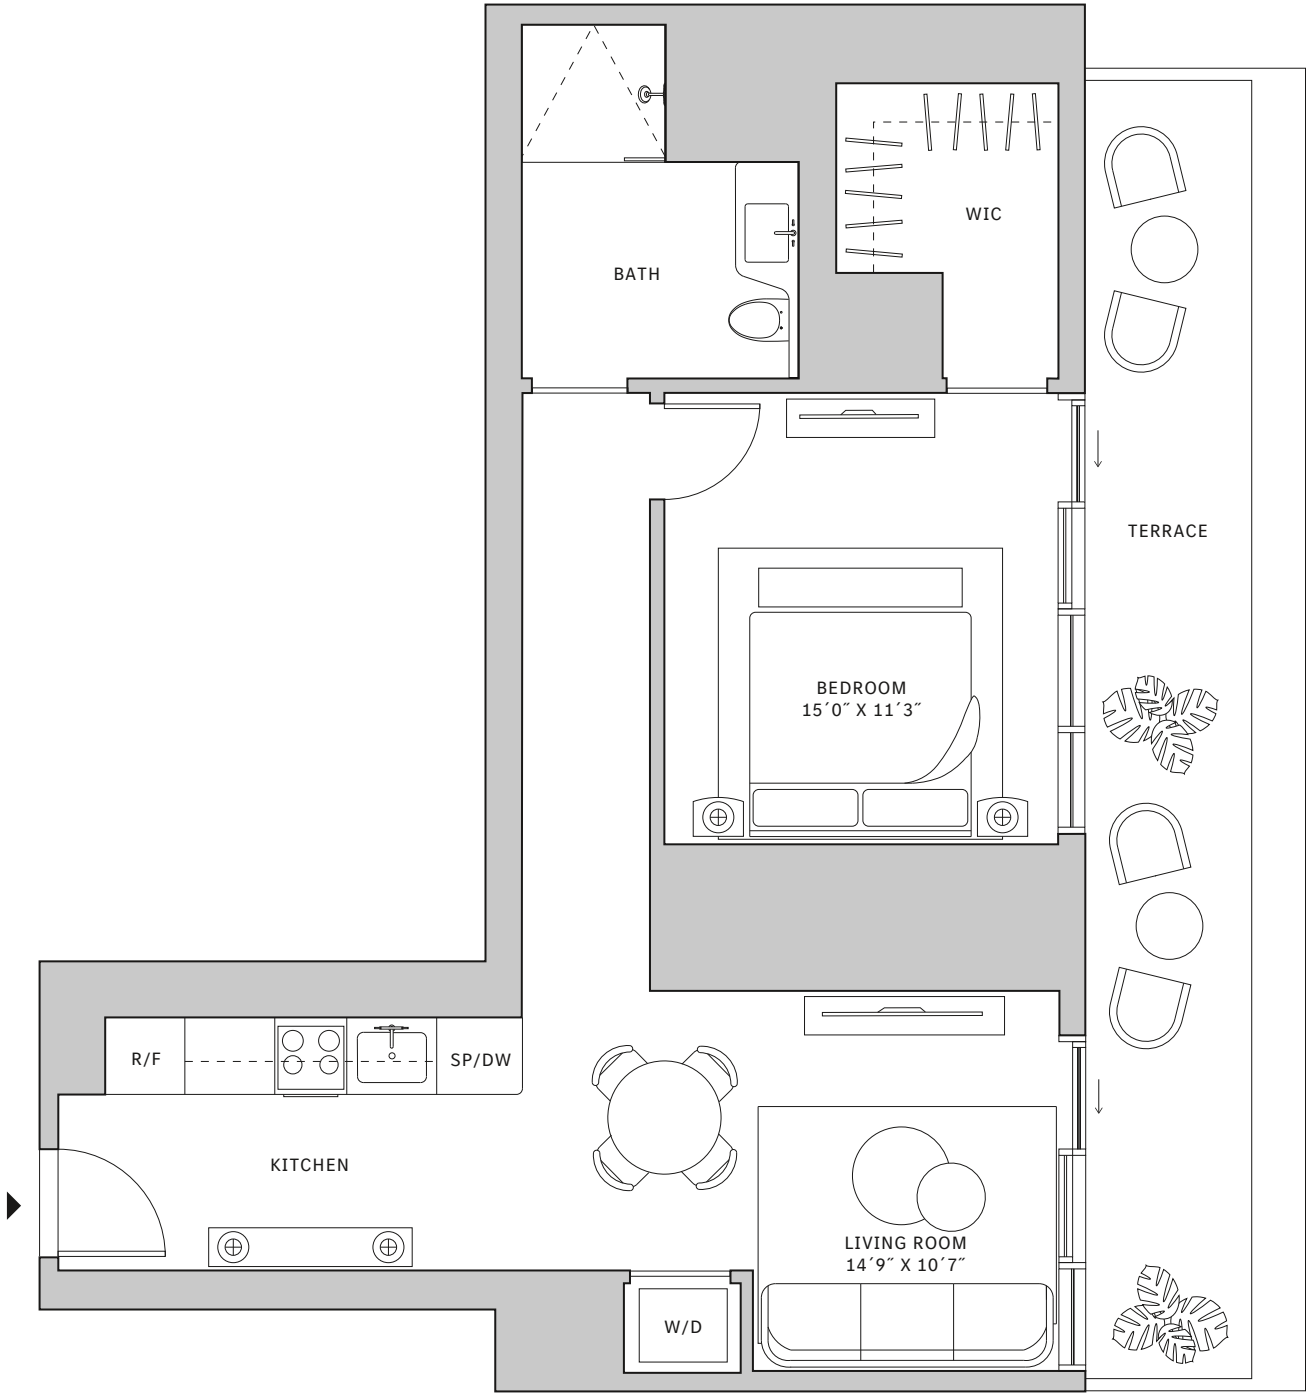 WIC
BATH
TERRACE
BEDROOM
15´0˝ X 11´3˝
R/F
SP/DW
KITCHEN
LIVING ROOM
14´9˝ X 10´7˝
W/D